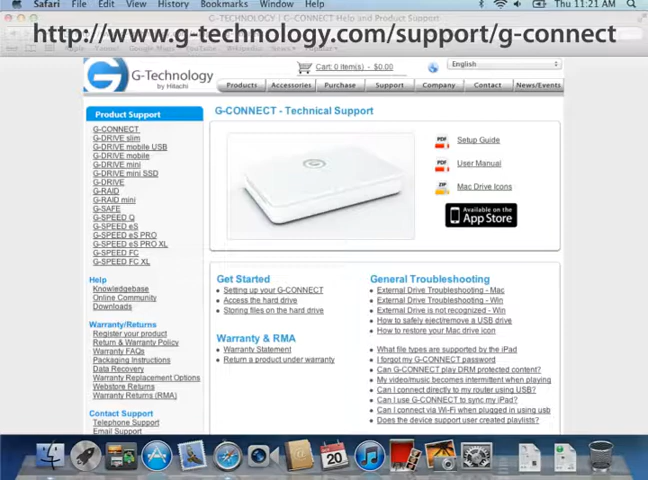 Safari File Edit View History Bookmarks Window Help Thu 11:21 AM
G-TECHNOLOGY | G-CONNECT Help and Product Support
http://www.g-technology.com/support/g-connect
G-Technology
by Hitachi
Cart: 0 item(s) - $0.00
English
Products Accessories Purchase Support Company Contact News/Events
Product Support
G-CONNECT
G-DRIVE slim
G-DRIVE mobile USB
G-DRIVE mobile
G-DRIVE mini
G-DRIVE mini SSD
G-DRIVE
G-RAID
G-RAID mini
G-SAFE
G-SPEED Q
G-SPEED eS
G-SPEED eS PRO
G-SPEED eS PRO XL
G-SPEED FC
G-SPEED FC XL
Help
Knowledgebase
Online Community
Downloads
Warranty/Returns
Register your product
Return & Warranty Policy
Warranty FAQs
Packaging Instructions
Data Recovery
Warranty Replacement Options
Webstore Returns
Warranty Returns (RMA)
Contact Support
Telephone Support
Email Support
G-CONNECT - Technical Support
PDF Setup Guide
PDF User Manual
ZIP Mac Drive Icons
Available on the
App Store
Get Started
Setting up your G-CONNECT
Access the hard drive
Storing files on the hard drive
Warranty & RMA
Warranty Statement
Return a product under warranty
General Troubleshooting
External Drive Troubleshooting - Mac
External Drive Troubleshooting - Win
External Drive is not recognized - Win
How to safely eject/remove a USB drive
How to restore your Mac drive icon
What file types are supported by the iPad
I forgot my G-CONNECT password
Can G-CONNECT play DRM protected content?
My video/music becomes intermittent when playing
Can I connect directly to my router using USB?
Can I use G-CONNECT to sync my iPad?
Can I connect via Wi-Fi when plugged in using usb
Does the device support user created playlists?
20